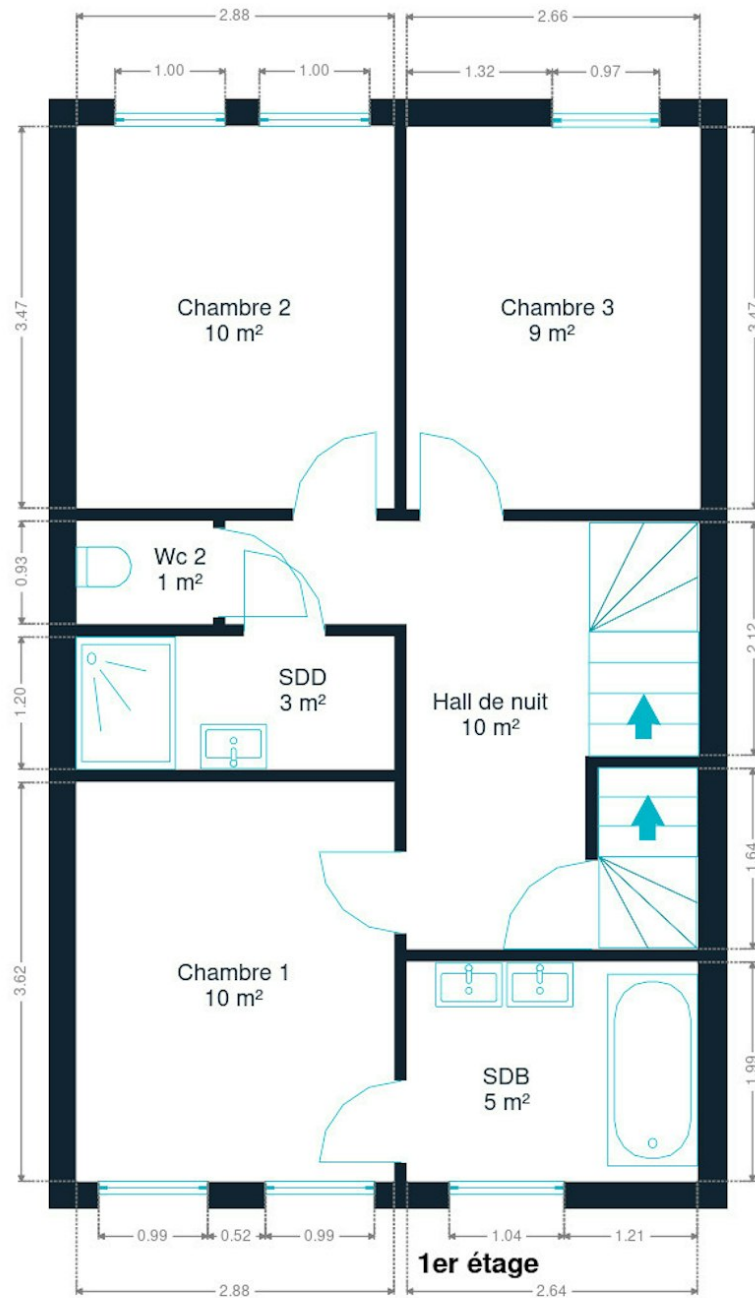 2.88
2.66
1.00
1.00
1.32
0.97
3.47
3.47
Chambre 2
10 m²
Chambre 3
9 m²
0.93
Wc 2
1 m²
2.12
1.20
SDD
3 m²
Hall de nuit
10 m²
1.64
3.62
Chambre 1
10 m²
1.99
SDB
5 m²
0.99
0.52
0.99
1.04
1.21
1er étage
2.88
2.64